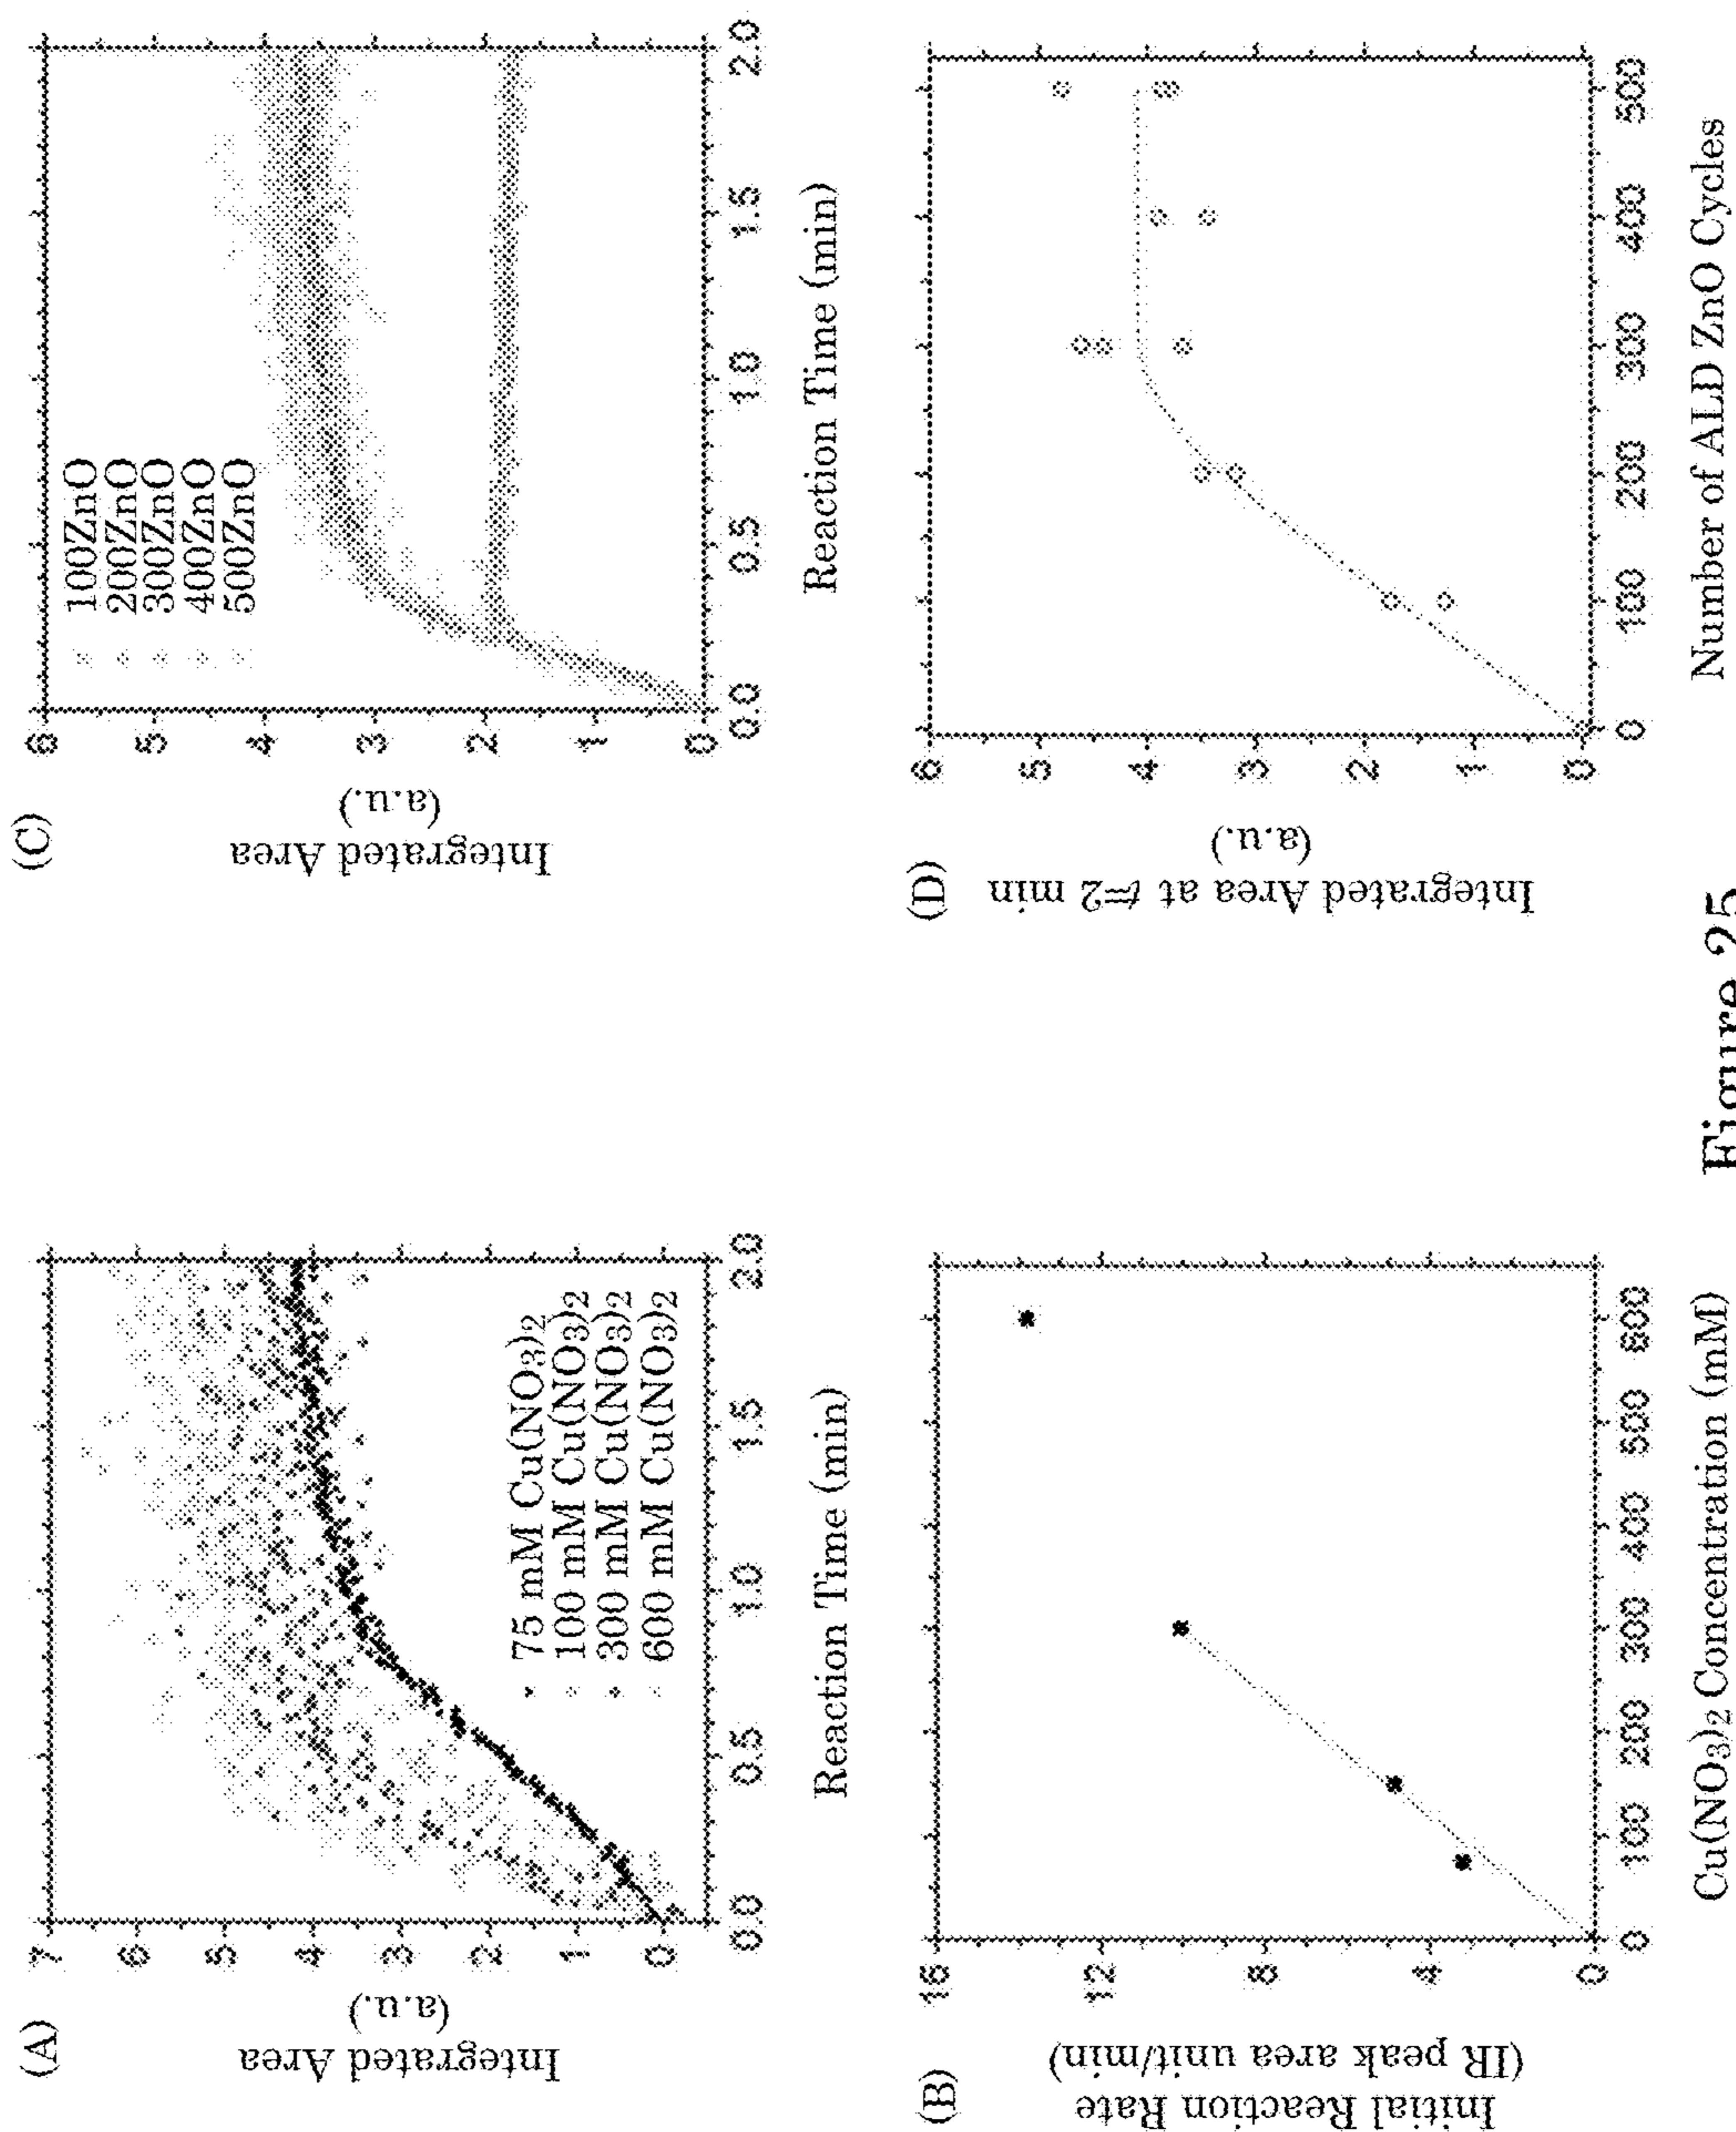 (A)
Integrated Area
(a.u.)
7
6
5
4
3
2
1
0
75 mM Cu(NO3)2
100 mM Cu(NO3)2
300 mM Cu(NO3)2
600 mM Cu(NO3)2
0.0 0.5 1.0 1.5 2.0
Reaction Time (min)
(C)
Integrated Area
(a.u.)
6
5
4
3
2
1
0
100ZnO
200ZnO
300ZnO
400ZnO
500ZnO
0.0 0.5 1.0 1.5 2.0
Reaction Time (min)
(B)
Initial Reaction Rate
(IR peak area unit/min)
16
12
8
4
0
0 100 200 300 400 500 600
Cu(NO3)2 Concentration (mM)
(D)
Integrated Area at t=2 min
(a.u.)
6
5
4
3
2
1
0
0 100 200 300 400 500
Number of ALD ZnO Cycles
Figure 25